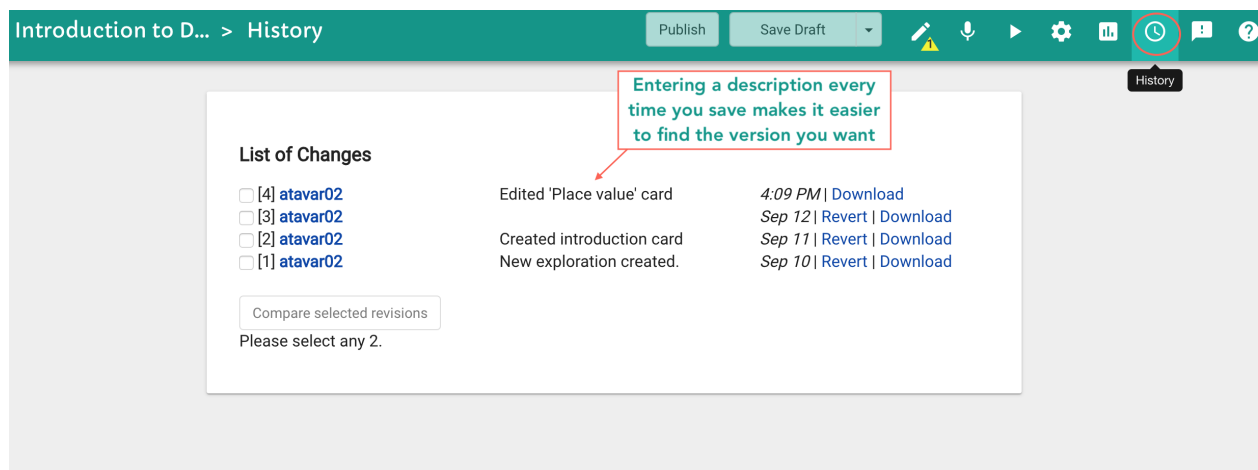 Introduction to D... > History
Publish
Save Draft
1
History
Entering a description every
time you save makes it easier
to find the version you want
List of Changes
[4] atavar02 Edited 'Place value' card 4:09 PM | Download
[3] atavar02 Sep 12 | Revert | Download
[2] atavar02 Created introduction card Sep 11 | Revert | Download
[1] atavar02 New exploration created. Sep 10 | Revert | Download
Compare selected revisions
Please select any 2.